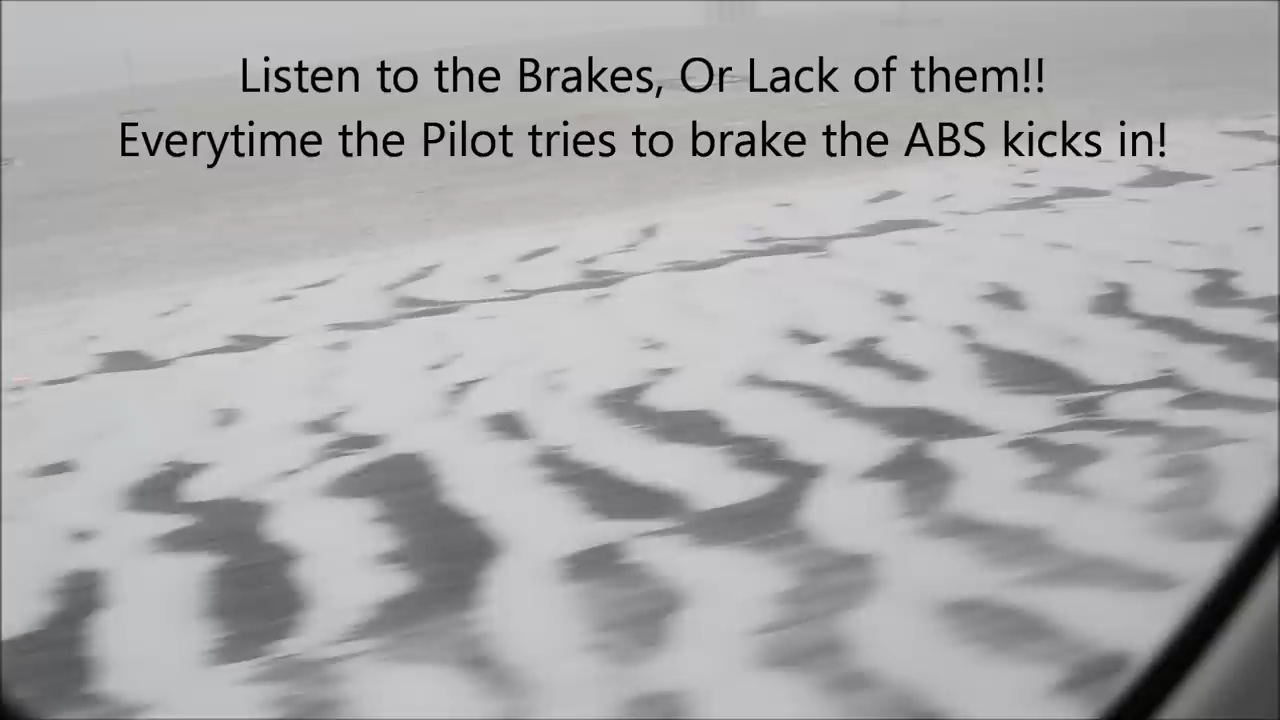 Listen to the Brakes, Or Lack of them!!
Everytime the Pilot tries to brake the ABS kicks in!